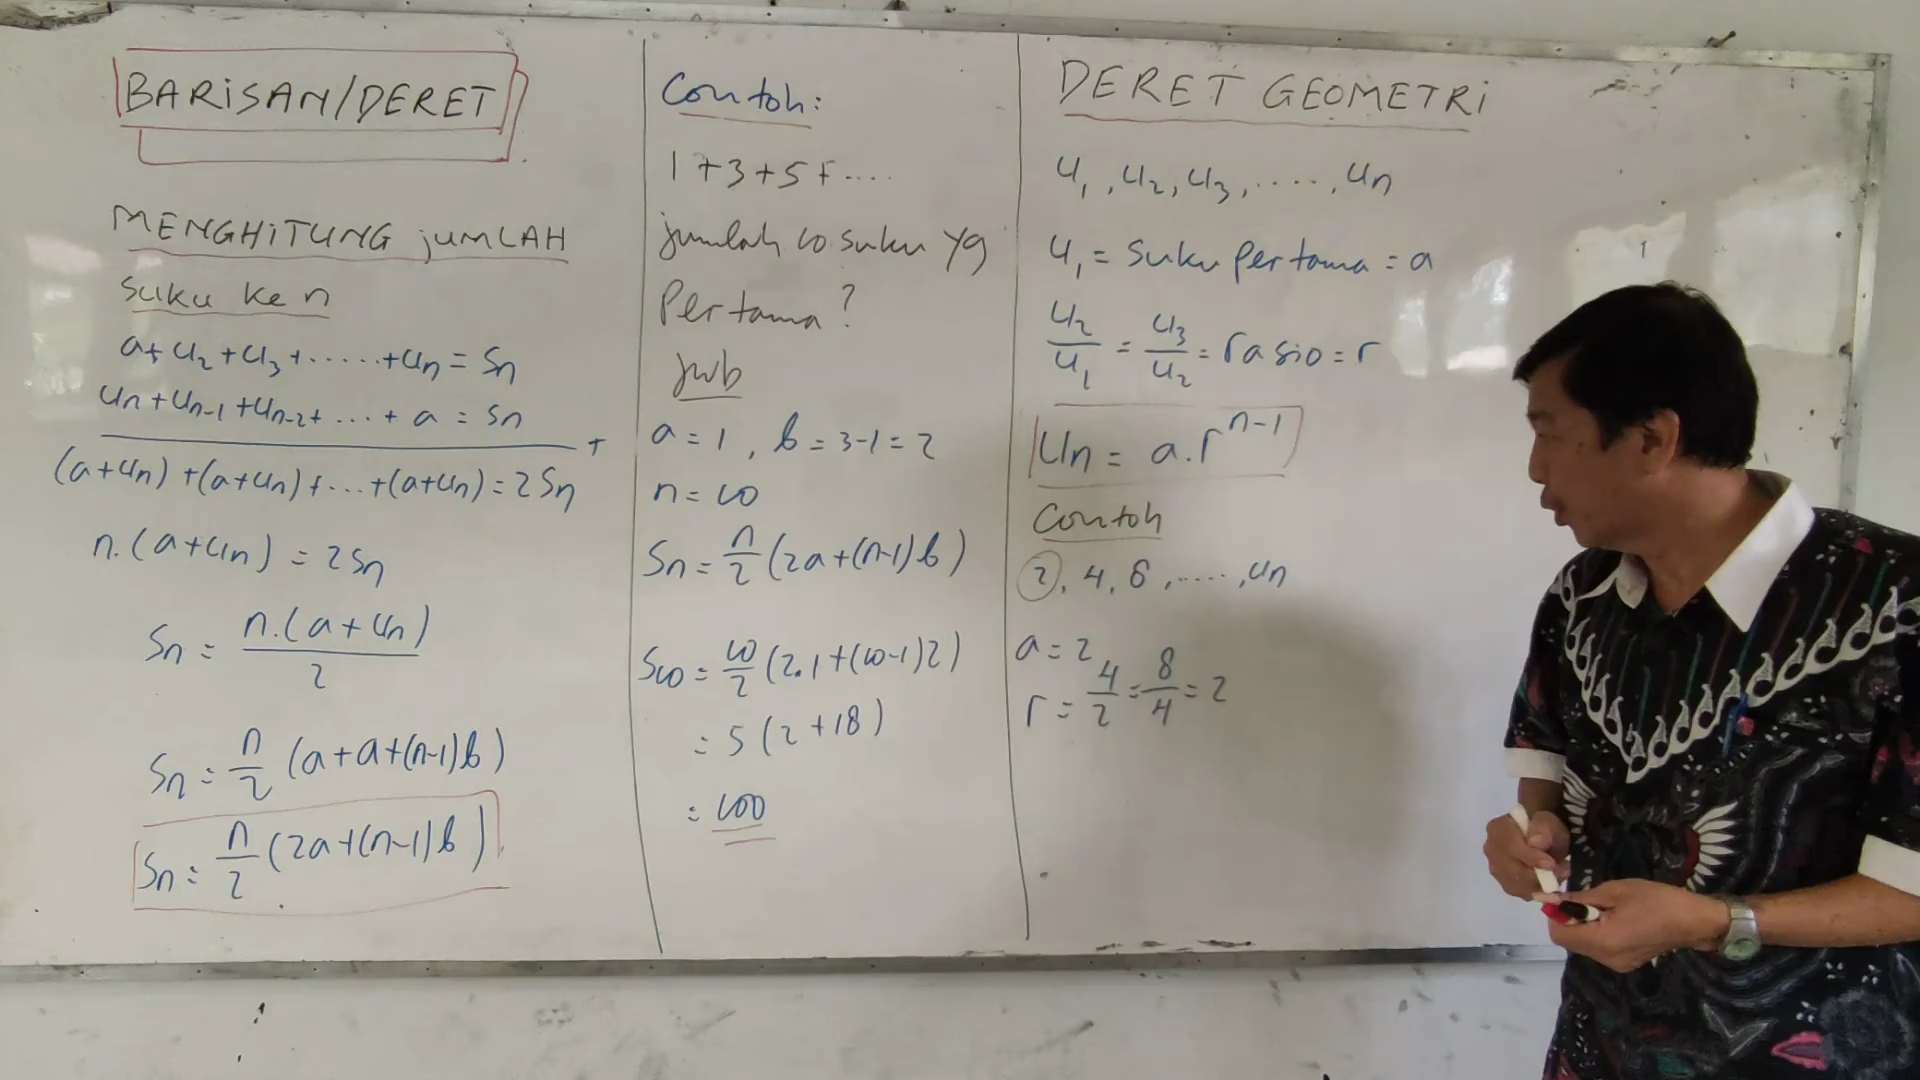 BARISAN/DERET
MENGHITUNG jUMLAH
Suku ke n
a+U₂+U₃+.....+Uₙ=Sₙ
Uₙ+Uₙ₋₁+Uₙ₋₂+...+a=Sₙ
+
(a+Uₙ)+(a+Uₙ)+...+(a+Uₙ)=2Sₙ
n.(a+Uₙ)=2Sₙ
Sₙ = n.(a+Uₙ)/2
Sₙ = n/2 (a+a+(n-1)b)
Sₙ = n/2 (2a+(n-1)b)
Contoh:
1+3+5+....
jumlah 10 suku yg
Pertama?
jwb
a=1, b=3-1=2
n=10
Sₙ = n/2 (2a+(n-1)b)
S₁₀ = 10/2 (2.1+(10-1)2)
= 5(2+18)
= 100
DERET GEOMETRI
U₁, U₂, U₃, ....., Uₙ
U₁ = Suku Pertama = a
U₂/U₁ = U₃/U₂ = rasio = r
Uₙ = a.rⁿ⁻¹
Contoh
2, 4, 8, ....., Uₙ
a=2
r = 4/2 = 8/4 = 2